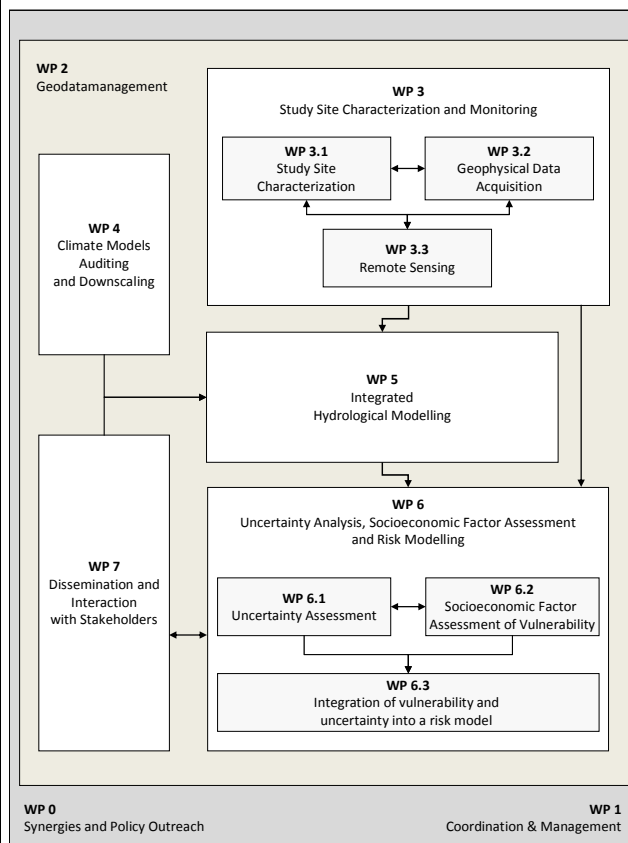 WP 2
Geodatamanagement
WP 3
Study Site Characterization and Monitoring
WP 3.1
Study Site
Characterization
WP 3.2
Geophysical Data
Acquisition
WP 3.3
Remote Sensing
WP 4
Climate Models
Auditing
and Downscaling
WP 5
Integrated
Hydrological Modelling
WP 6
Uncertainty Analysis, Socioeconomic Factor Assessment
and Risk Modelling
WP 7
Dissemination and
Interaction
with Stakeholders
WP 6.1
Uncertainty Assessment
WP 6.2
Socioeconomic Factor
Assessment of Vulnerability
WP 6.3
Integration of vulnerability and
uncertainty into a risk model
WP 0
Synergies and Policy Outreach
WP 1
Coordination & Management